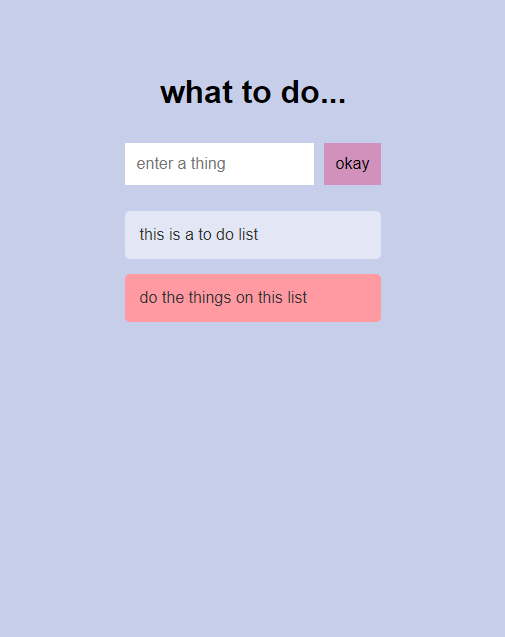 what to do...
enter a thing
okay
this is a to do list
do the things on this list